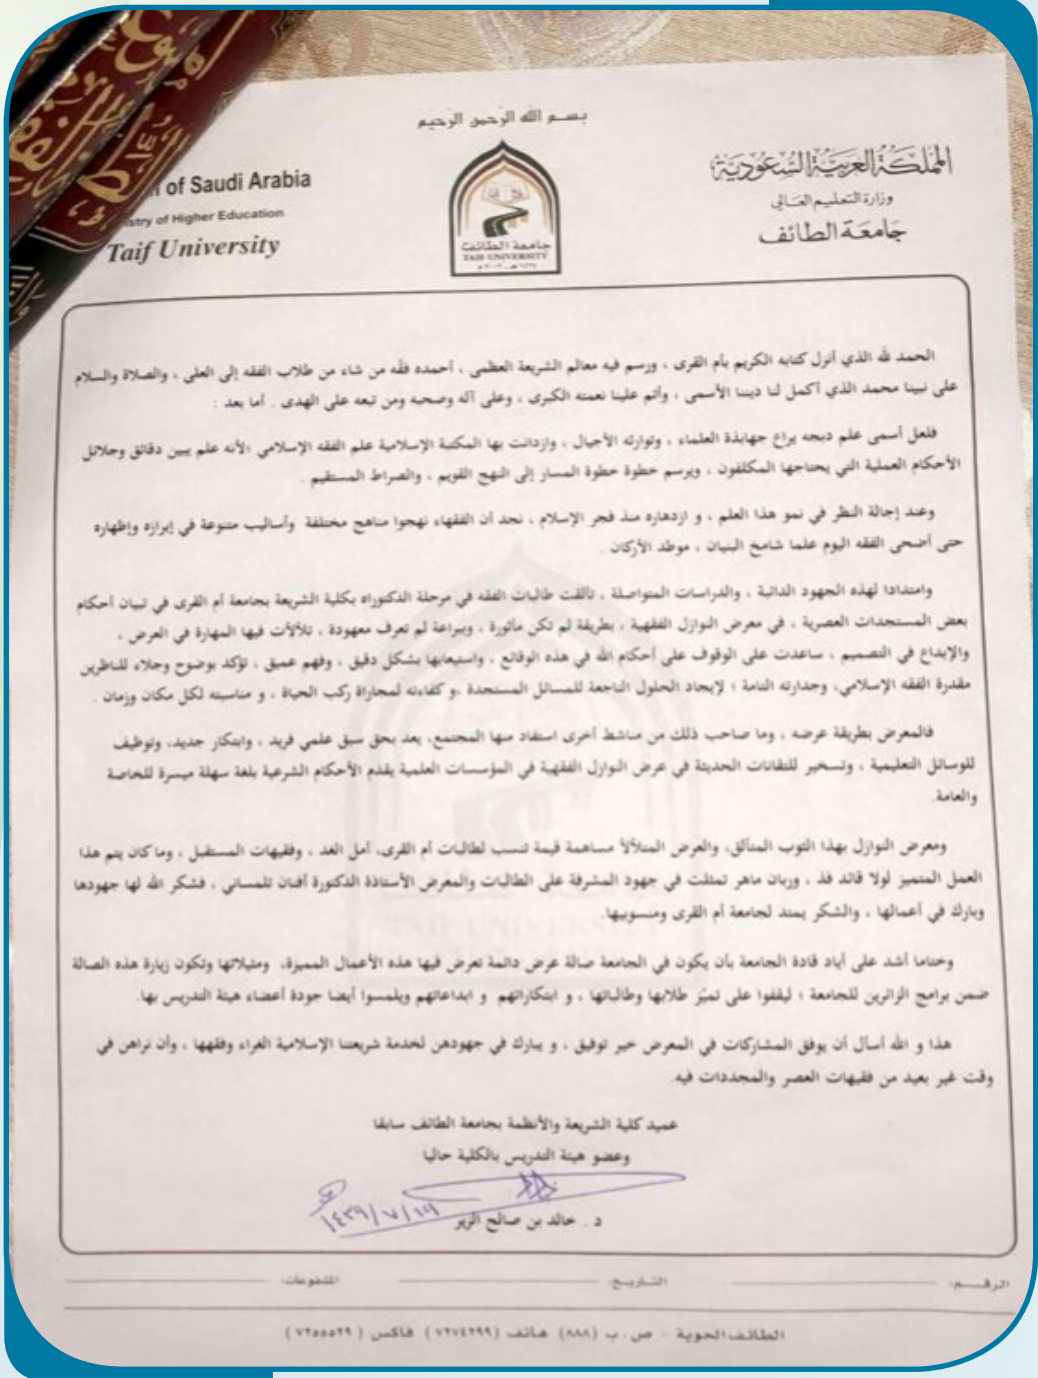 بسم الله الرحمن الرحيم
المملكة العربية السعودية
وزارة التعليم العالي
جامعة الطائف
of Saudi Arabia
Ministry of Higher Education
Taif University
جامعة الطائف
TAIF UNIVERSITY
الحمد لله الذي أنزل كتابه الكريم بأم القرى ، ورسم فيه معالم الشريعة العظمى ، أحمده فقّه من شاء من طلاب الفقه إلى العلى ، والصلاة والسلام
على نبينا محمد الذي أكمل لنا ديننا الأسمى ، وأتم علينا نعمته الكبرى ، وعلى آله وصحبه ومن تبعه على الهدى . أما بعد :
فلعل أسمى علم دبجه يراع جهابذة العلماء ، وتوارثه الأجيال ، وازدانت بها المكتبة الإسلامية علم الفقه الإسلامي ؛لأنه علم يبين دقائق وجلائل
الأحكام العملية التي يحتاجها المكلفون ، ويرسم خطوة خطوة المسار إلى النهج القويم ، والصراط المستقيم .
وعند إجالة النظر في نمو هذا العلم ، و ازدهاره منذ فجر الإسلام ، نجد أن الفقهاء نهجوا مناهج مختلفة وأساليب متنوعة في إبرازه وإظهاره
حتى أضحى الفقه اليوم علما شامخ البنيان ، موطد الأركان .
وامتدادا لهذه الجهود الدائبة ، والدراسات المتواصلة ، تألقت طالبات الفقه في مرحلة الدكتوراه بكلية الشريعة بجامعة أم القرى في تبيان أحكام
بعض المستجدات العصرية ، في معرض النوازل الفقهية ، بطريقة لم تكن مأثورة ، وببراعة لم تعرف معهودة ، تلألأت فيها المهارة في العرض ،
والإبداع في التصميم ، ساعدت على الوقوف على أحكام الله في هذه الوقائع ، واستيعابها بشكل دقيق ، وفهم عميق ، تؤكد بوضوح وجلاء للناظرين
مقدرة الفقه الإسلامي، وجدارته التامة ؛ لإيجاد الحلول الناجعة للمسائل المستجدة ،و كفاءته لمجاراة ركب الحياة ، و مناسبته لكل مكان وزمان .
فالمعرض بطريقة عرضه ، وما صاحب ذلك من مناشط أخرى استفاد منها المجتمع، يعد بحق سبق علمي فريد ، وابتكار جديد، وتوظيف
للوسائل التعليمية ، وتسخير للتقانات الحديثة في عرض النوازل الفقهية في المؤسسات العلمية يقدم الأحكام الشرعية بلغة سهلة ميسرة للخاصة
والعامة.
ومعرض النوازل بهذا الثوب المتألق، والعرض المتلألأ مساهمة قيمة تنسب لطالبات أم القرى، أمل الغد ، وفقيهات المستقبل ، وما كان يتم هذا
العمل المتميز لولا قائد فذ ، وربان ماهر تمثلت في جهود المشرفة على الطالبات والمعرض الأستاذة الدكتورة أفنان تلمساني ، فشكر الله لها جهودها
وبارك في أعمالها ، والشكر يمتد لجامعة أم القرى ومنسوبيها.
وختاما أشد على أياد قادة الجامعة بأن يكون في الجامعة صالة عرض دائمة تعرض فيها هذه الأعمال المميزة، ومثيلاتها وتكون زيارة هذه الصالة
ضمن برامج الزائرين للجامعة ؛ ليقفوا على تميّز طلابها وطالباتها ، و ابتكاراتهم و ابداعاتهم ويلمسوا أيضا جودة أعضاء هيئة التدريس بها.
هذا و الله أسأل أن يوفق المشاركات في المعرض خير توفيق ، و يبارك في جهودهن لخدمة شريعتنا الإسلامية الغراء وفقهها ، وأن نراهن في
وقت غير بعيد من فقيهات العصر والمجددات فيه.
عميد كلية الشريعة والأنظمة بجامعة الطائف سابقا
وعضو هيئة التدريس بالكلية حاليا
د . خالد بن صالح الزير
الرقـــم: التاريـخ: المشفوعات:
الطائف الحوية - ص.ب (٨٨٨) هاتف (٧٢٧٤٢٩٩) فاكس (٧٢٥٥٥٢٩)